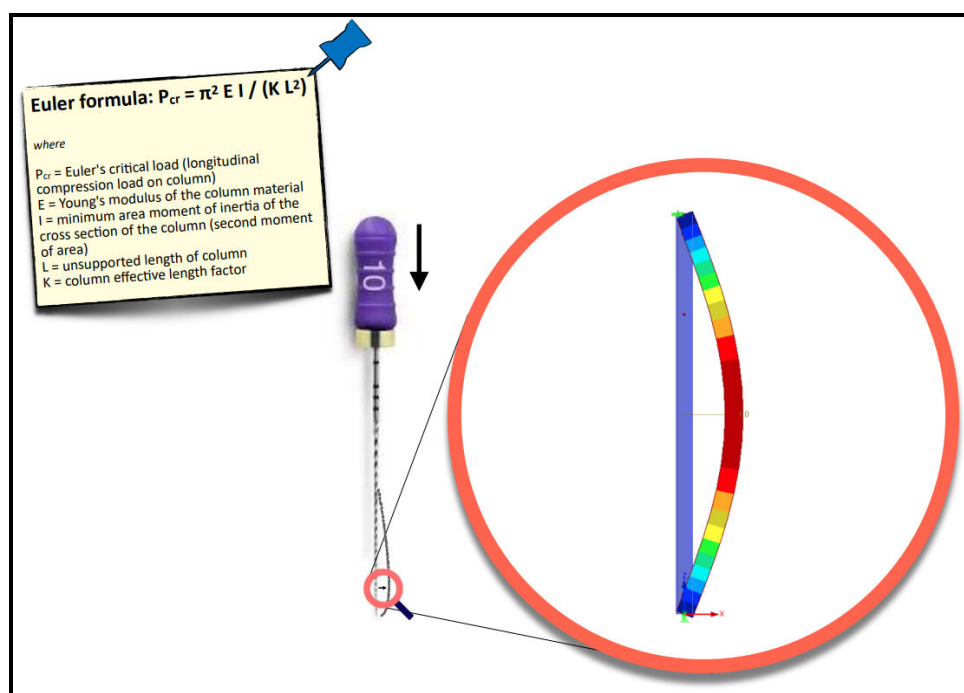 Euler formula: Pcr = π² E I / (K L²)
where
Pcr = Euler's critical load (longitudinal
compression load on column)
E = Young's modulus of the column material
I = minimum area moment of inertia of the
cross section of the column (second moment
of area)
L = unsupported length of column
K = column effective length factor
10
X